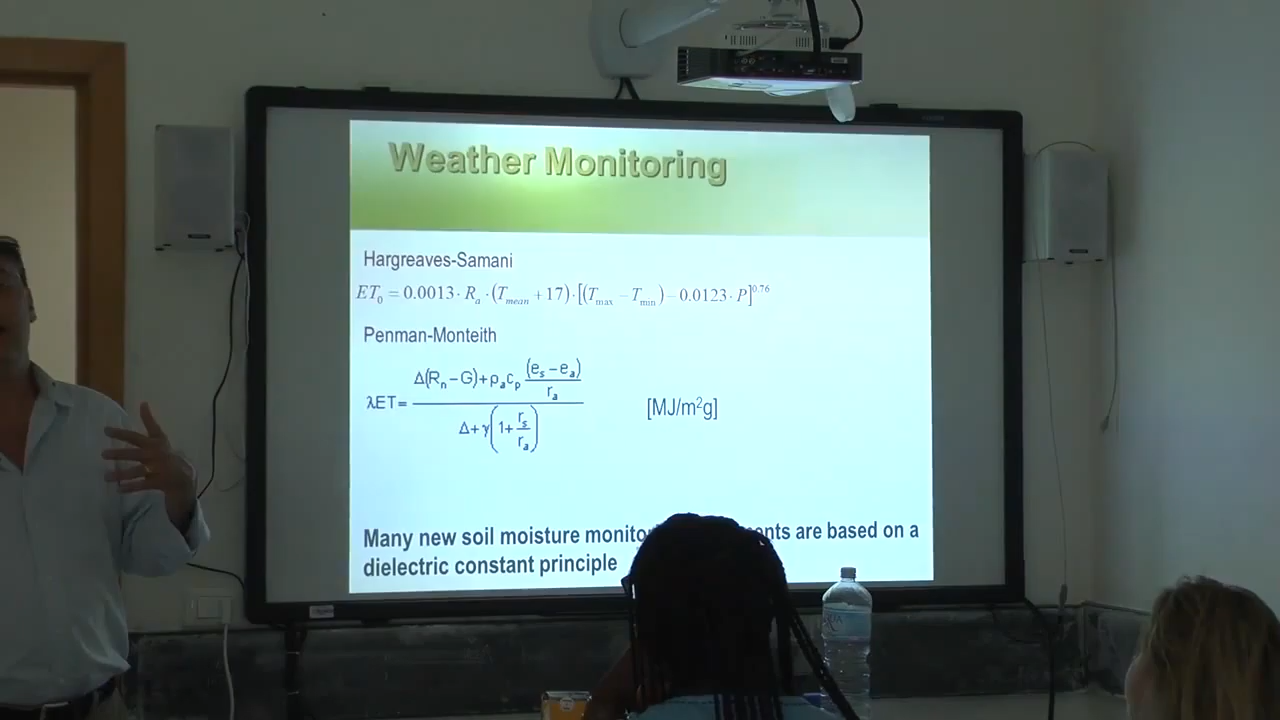 Weather Monitoring
Hargreaves-Samani
ET₀ = 0.0013 · Rₐ · (Tmean + 17) · [(Tmax − Tmin) − 0.0123 · P]^0.76
Penman-Monteith
λET = (Δ(Rn − G) + ρₐcₚ (eₛ − eₐ)/rₐ) / (Δ + γ(1 + rₛ/rₐ)) [MJ/m²g]
Many new soil moisture are based on a
dielectric constant principle